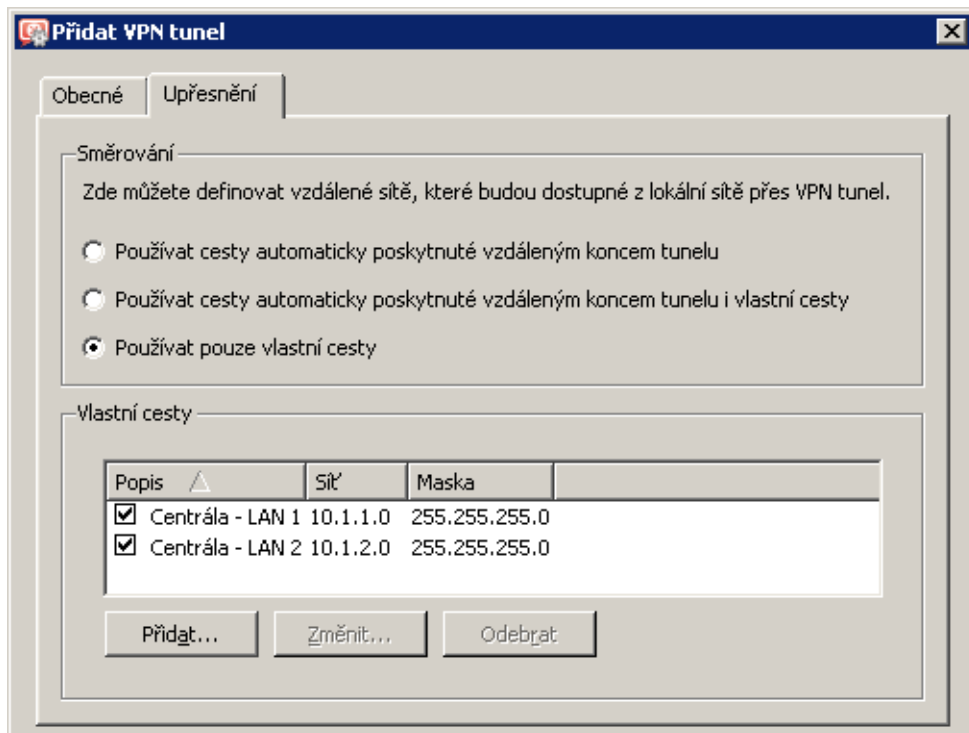 Přidat VPN tunel
Obecné
Upřesnění
Směrování
Zde můžete definovat vzdálené sítě, které budou dostupné z lokální sítě přes VPN tunel.
Používat cesty automaticky poskytnuté vzdáleným koncem tunelu
Používat cesty automaticky poskytnuté vzdáleným koncem tunelu i vlastní cesty
Používat pouze vlastní cesty
Vlastní cesty
Popis Síť Maska
Centrála - LAN 1 10.1.1.0 255.255.255.0
Centrála - LAN 2 10.1.2.0 255.255.255.0
Přidat... Změnit... Odebrat